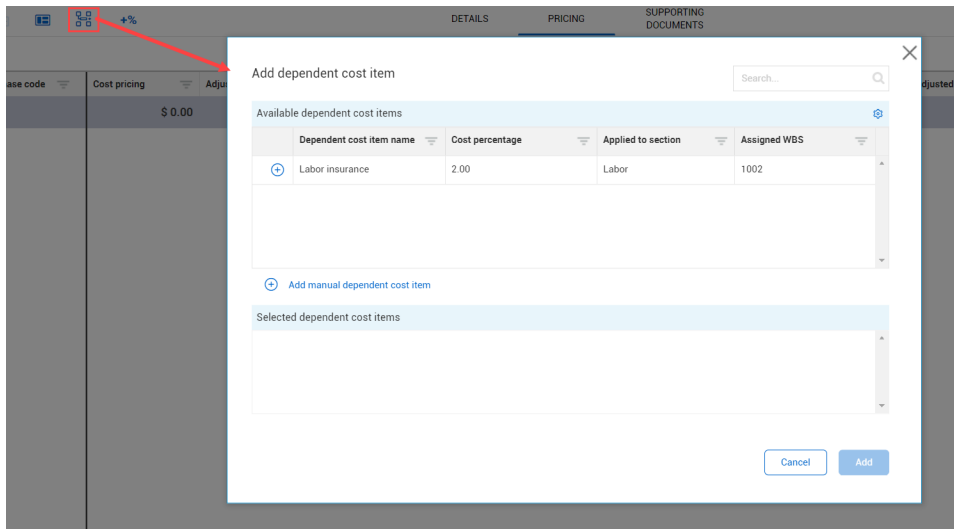 +%
DETAILS
PRICING
SUPPORTING
DOCUMENTS
ase code
Cost pricing
Adju
djusted
$ 0.00
Add dependent cost item
Search...
Available dependent cost items
Dependent cost item name
Cost percentage
Applied to section
Assigned WBS
Labor insurance
2.00
Labor
1002
Add manual dependent cost item
Selected dependent cost items
Cancel
Add